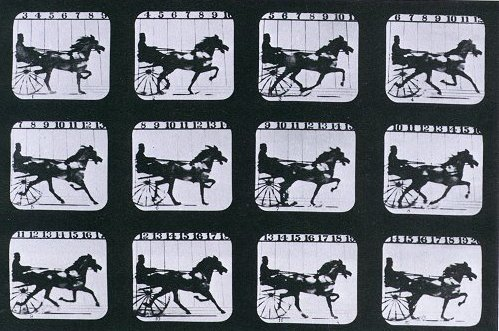 3 4 5 6 7 8 9
4 5 6 7 8 9 10
5 6 7 8 9 10 11
6 7 8 9 10 11 12
7 8 9 10 11 12 13
8 9 10 11 12 13 1
9 10 11 12 13 14 15
10 11 12 13 14 15 16
11 12 13 14 15 16 17
12 13 14 15 16 17 18
13 14 15 16 17 18
14 15 16 17 18 19 20